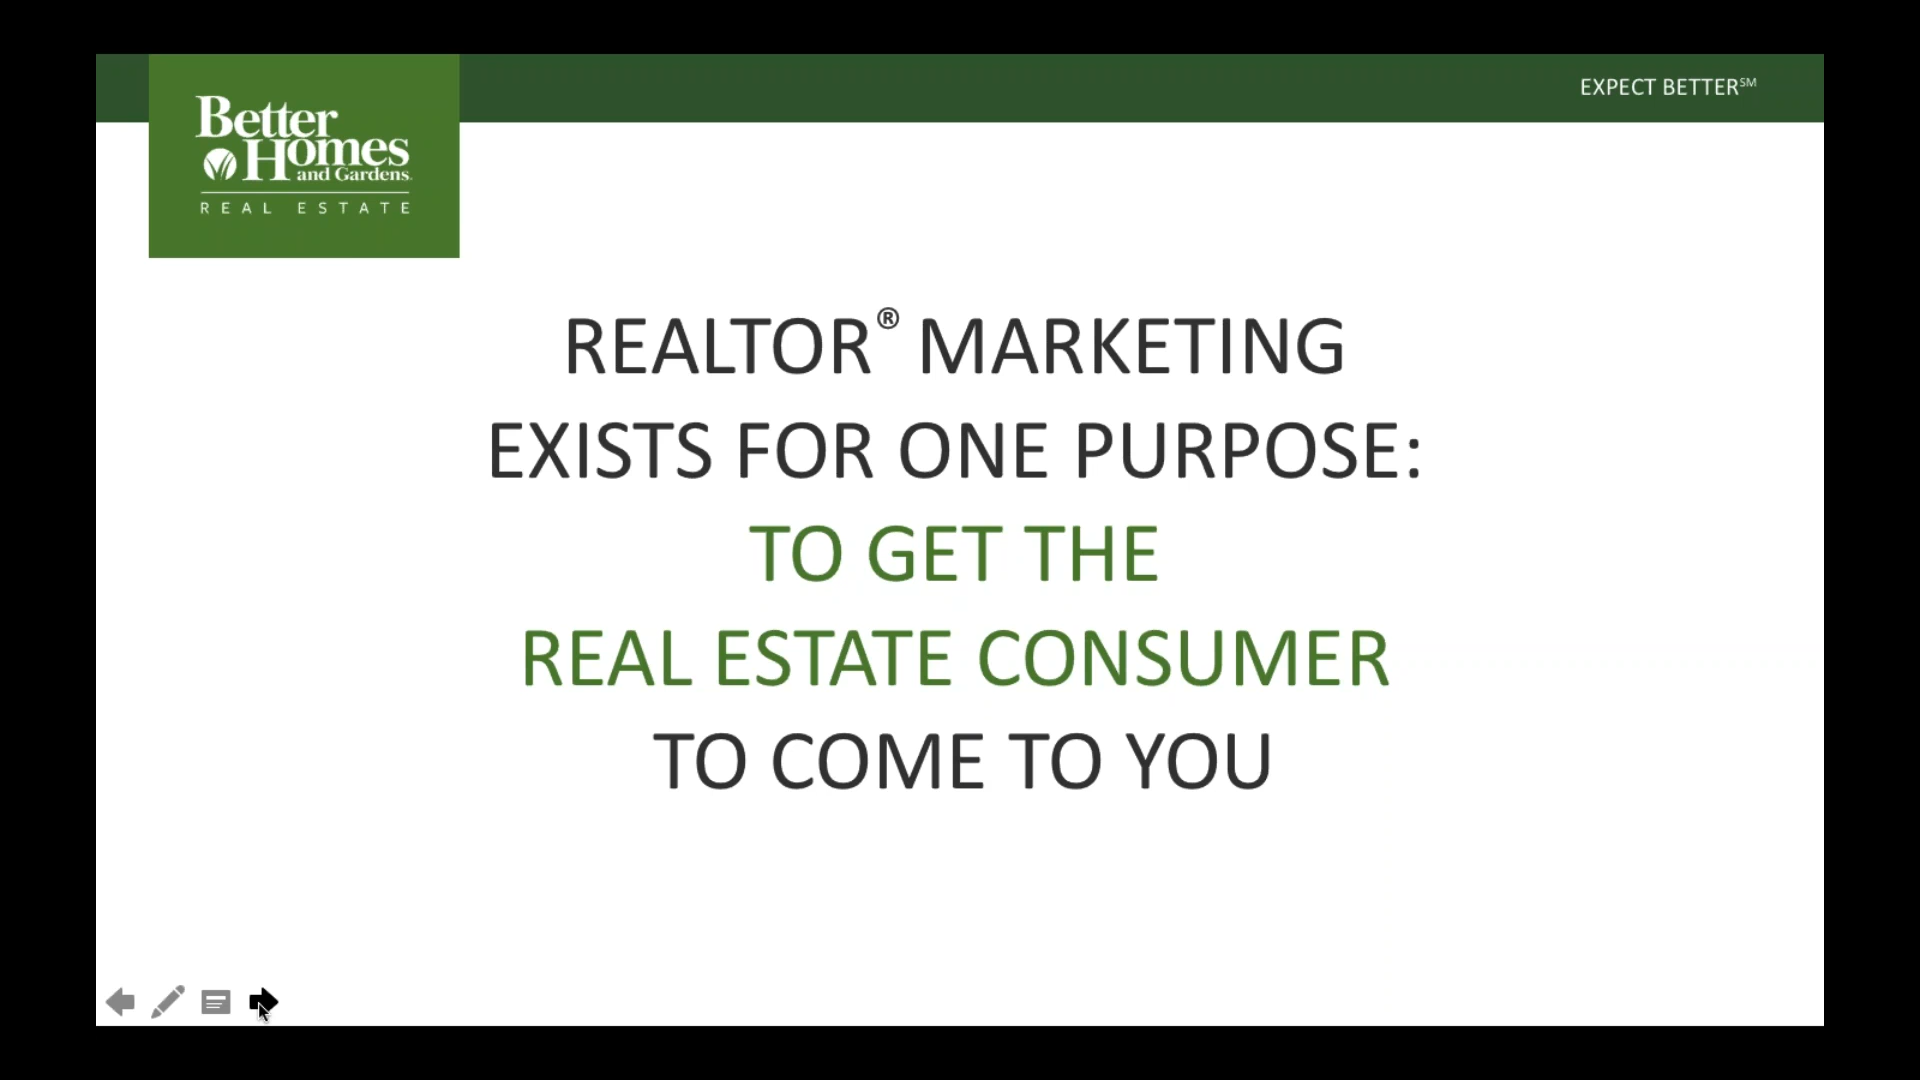 EXPECT BETTER℠
Better
Homes
and Gardens
REAL ESTATE
REALTOR® MARKETING
EXISTS FOR ONE PURPOSE:
TO GET THE
REAL ESTATE CONSUMER
TO COME TO YOU